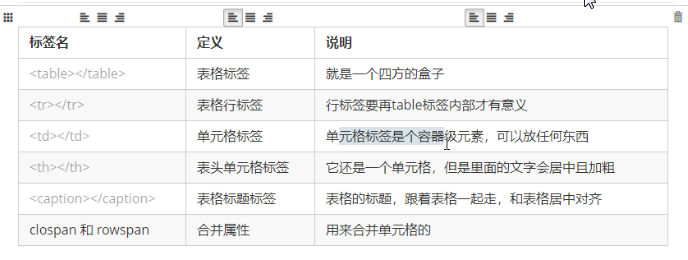 标签名 定义 说明
<table></table> 表格标签 就是一个四方的盒子
<tr></tr> 表格行标签 行标签要再table标签内部才有意义
<td></td> 单元格标签 单元格标签是个容器级元素，可以放任何东西
<th></th> 表头单元格标签 它还是一个单元格，但是里面的文字会居中且加粗
<caption></caption> 表格标题标签 表格的标题，跟着表格一起走，和表格居中对齐
clospan 和 rowspan 合并属性 用来合并单元格的